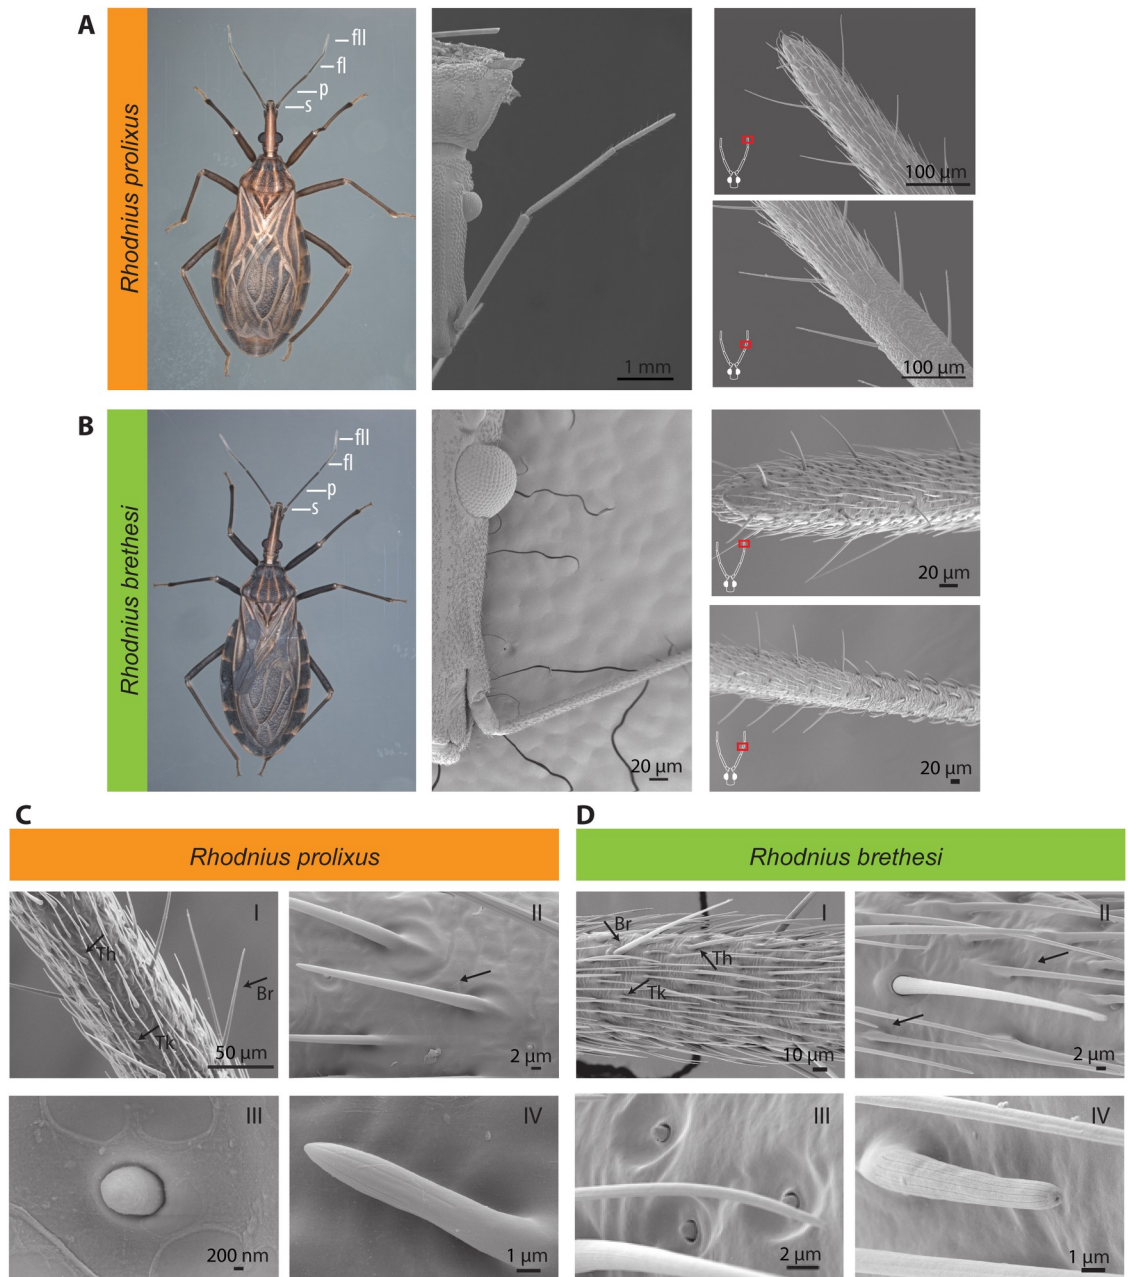 A
Rhodnius prolixus
fII
fI
p
s
1 mm
100 µm
100 µm
B
Rhodnius brethesi
fII
fI
p
s
20 µm
20 µm
20 µm
C
Rhodnius prolixus
I
Th
Br
Tk
50 µm
II
2 µm
III
200 nm
IV
1 µm
D
Rhodnius brethesi
I
Br
Th
Tk
10 µm
II
2 µm
III
2 µm
IV
1 µm